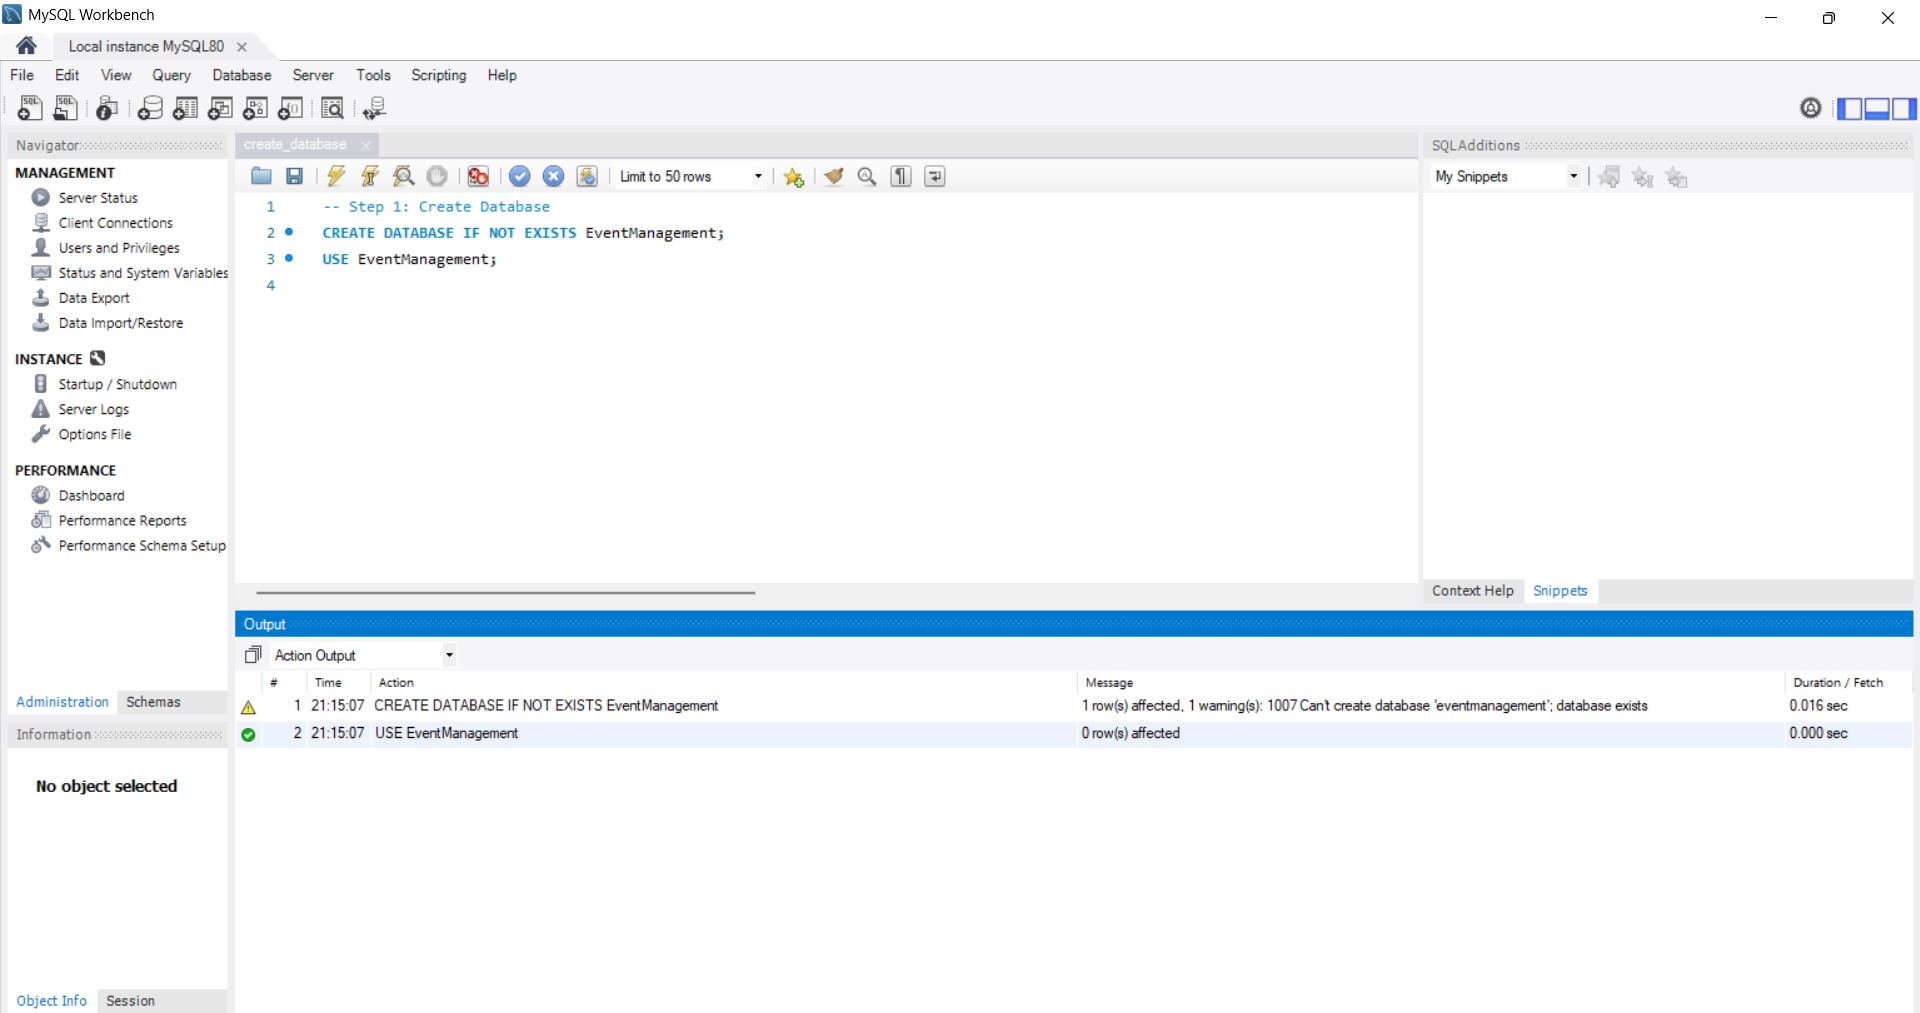 MySQL Workbench
Local instance MySQL80
File Edit View Query Database Server Tools Scripting Help
Navigator
MANAGEMENT
Server Status
Client Connections
Users and Privileges
Status and System Variables
Data Export
Data Import/Restore
INSTANCE
Startup / Shutdown
Server Logs
Options File
PERFORMANCE
Dashboard
Performance Reports
Performance Schema Setup
Administration Schemas
Information
No object selected
Object Info Session
create_database
Limit to 50 rows
1 -- Step 1: Create Database
2 CREATE DATABASE IF NOT EXISTS EventManagement;
3 USE EventManagement;
4
SQLAdditions
My Snippets
Context Help Snippets
Output
Action Output
# Time Action Message Duration / Fetch
1 21:15:07 CREATE DATABASE IF NOT EXISTS EventManagement 1 row(s) affected, 1 warning(s): 1007 Can't create database 'eventmanagement'; database exists 0.016 sec
2 21:15:07 USE EventManagement 0 row(s) affected 0.000 sec